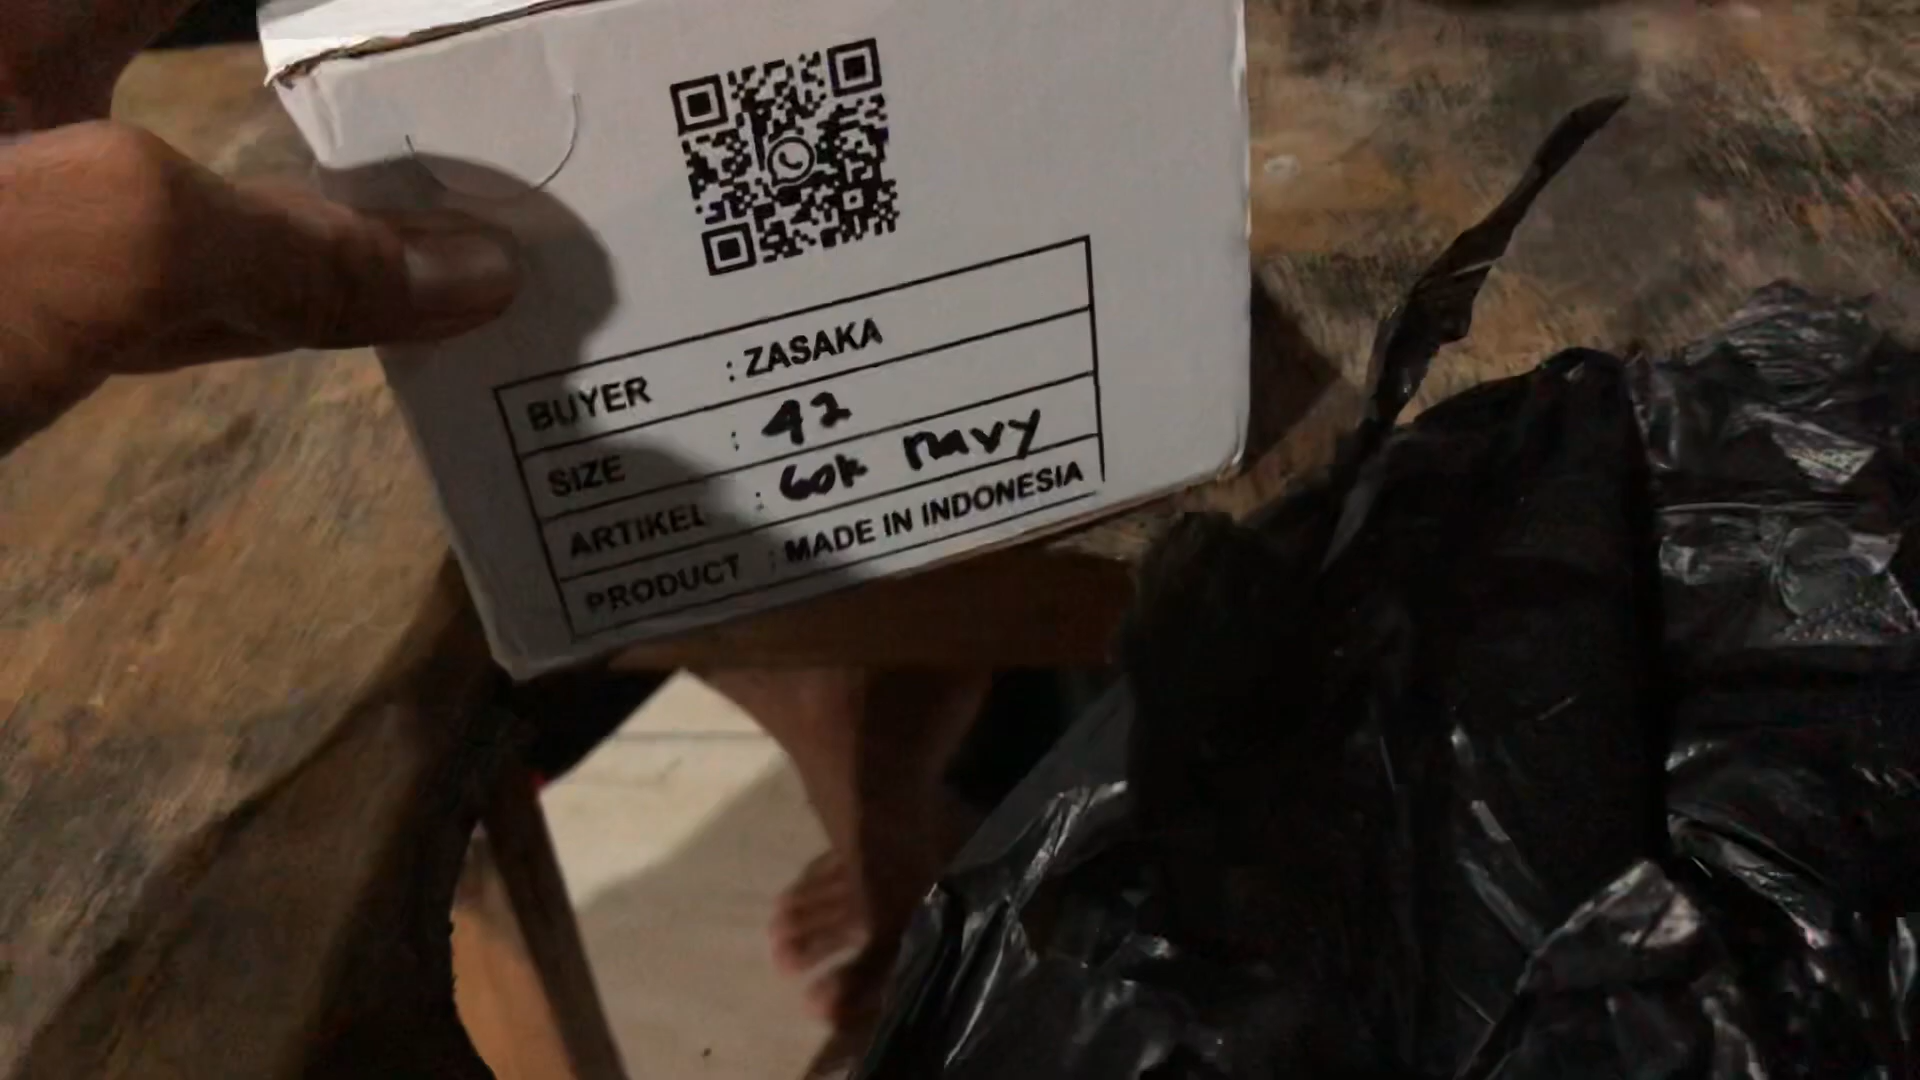 BUYER : ZASAKA
SIZE : 42
ARTIKEL : 60k navy
PRODUCT : MADE IN INDONESIA